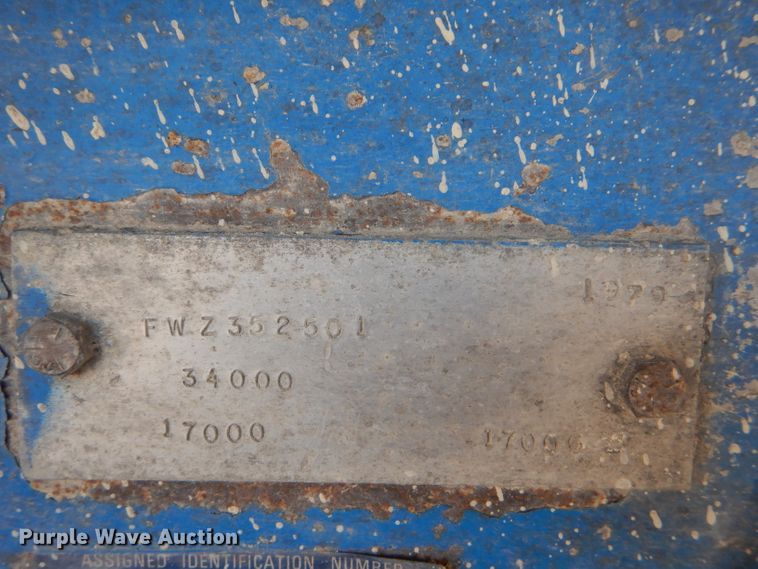 1979
FWZ352501
34000
17000 17000
Purple Wave Auction
ASSIGNED IDENTIFICATION NUMBER